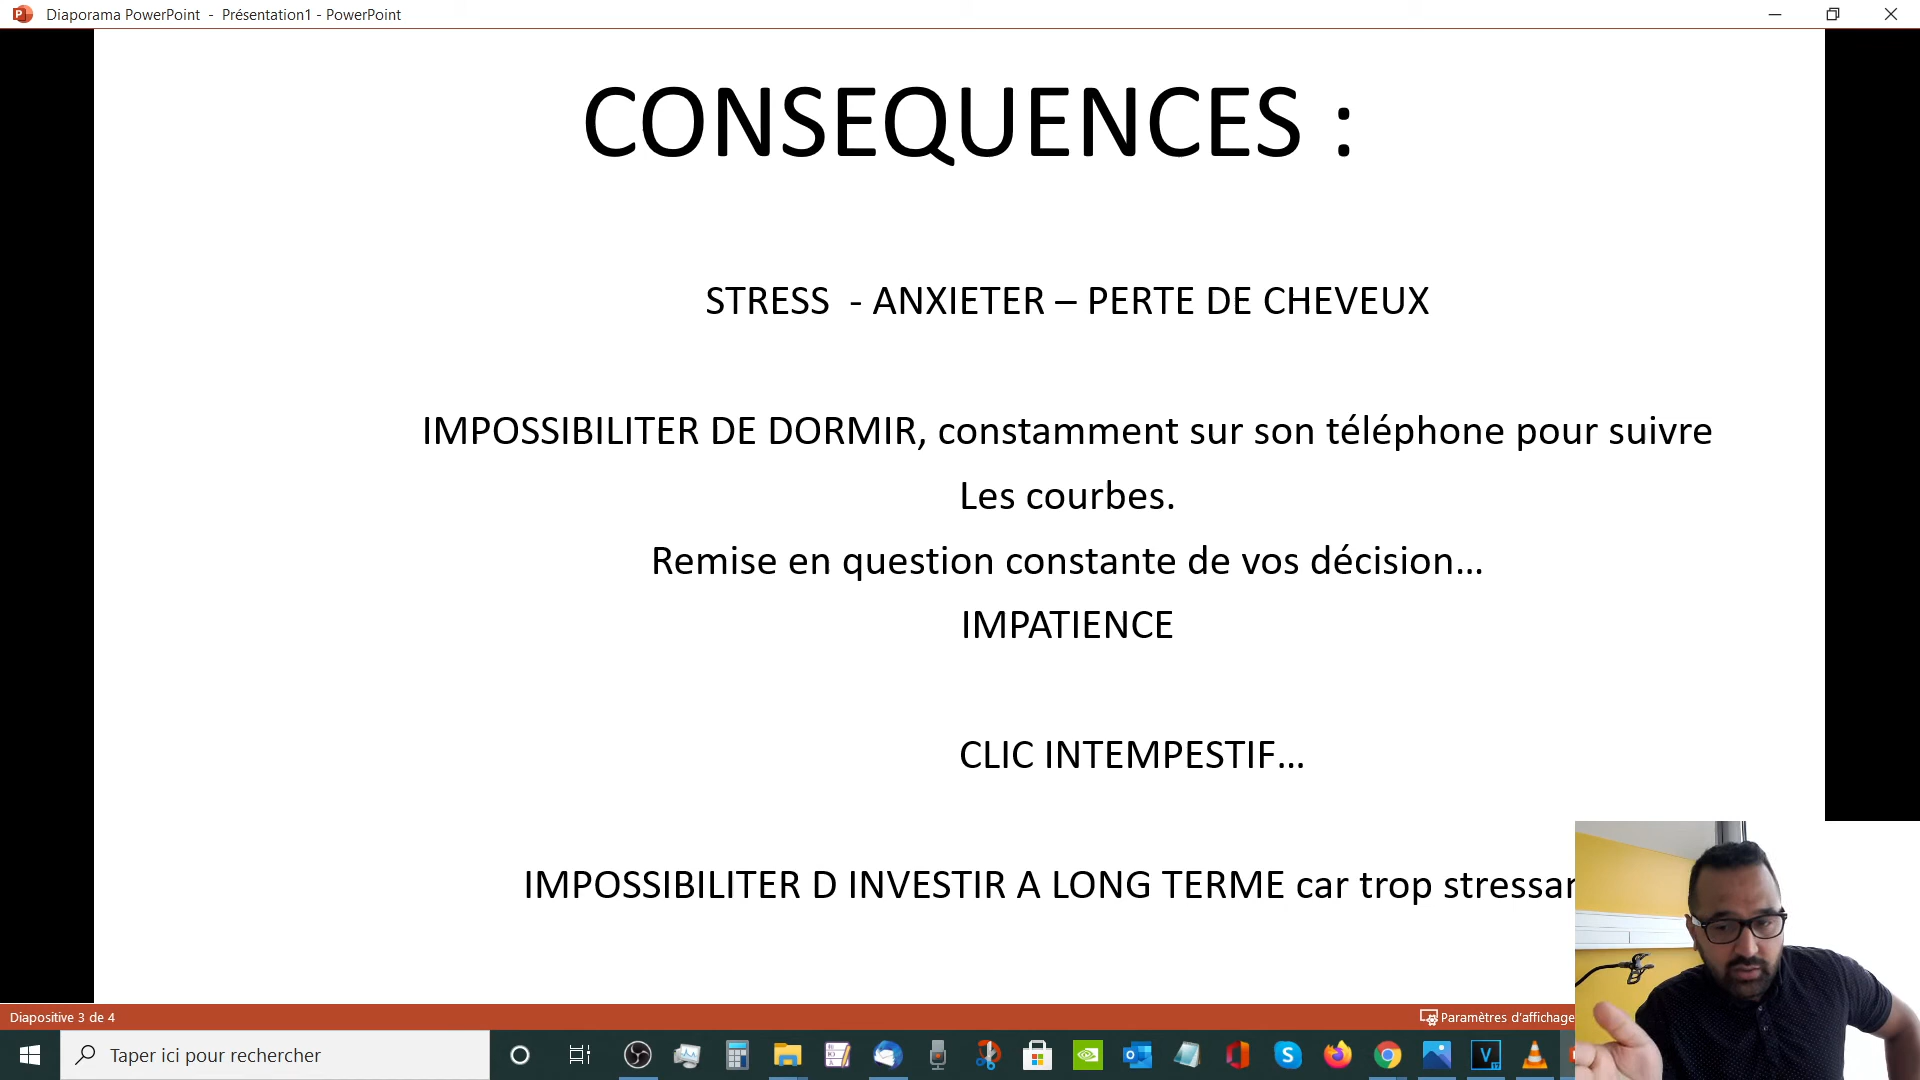 Diaporama PowerPoint - Présentation1 - PowerPoint
CONSEQUENCES :
STRESS - ANXIETER – PERTE DE CHEVEUX
IMPOSSIBILITER DE DORMIR, constamment sur son téléphone pour suivre
Les courbes.
Remise en question constante de vos décision...
IMPATIENCE
CLIC INTEMPESTIF...
IMPOSSIBILITER D INVESTIR A LONG TERME car trop
Diapositive 3 de 4
Paramètres d'affichage
Taper ici pour rechercher